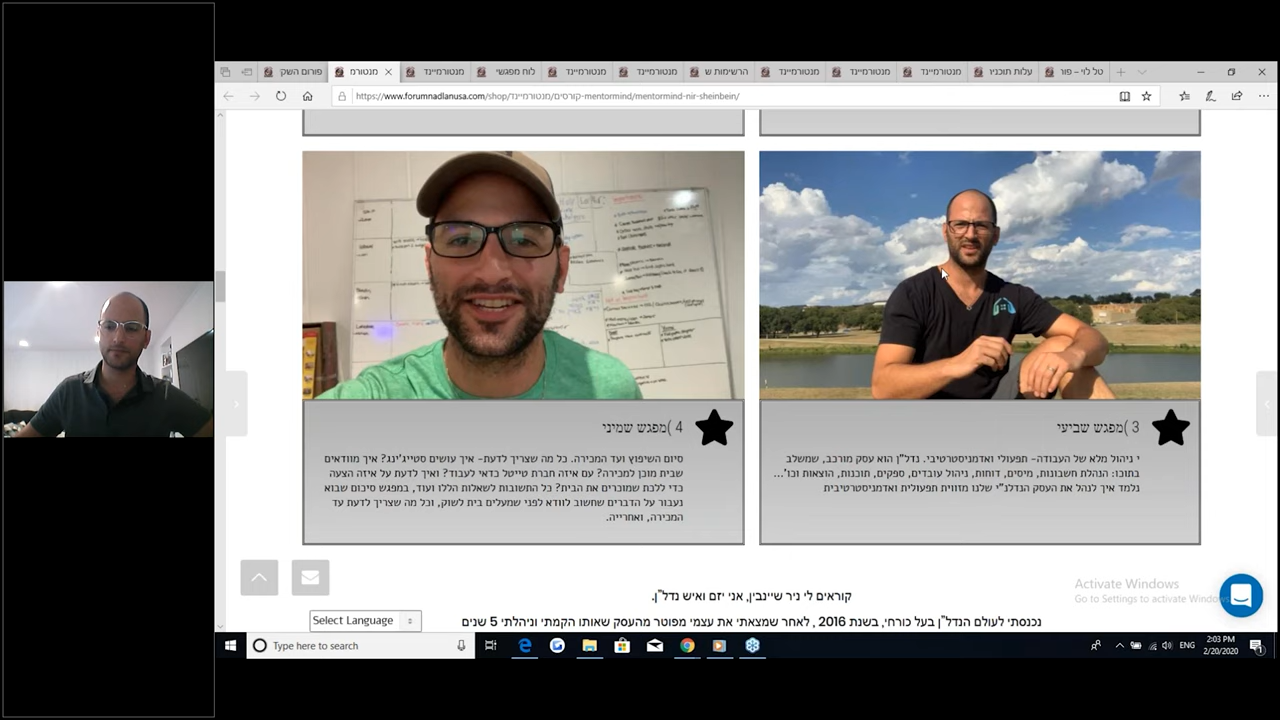 פורום השק
מנטורמ
מנטורמיינד
לוח מפגשי
מנטורמיינד
מנטורמיינד
הרשימות ש
מנטורמיינד
מנטורמיינד
מנטורמיינד
עלות תוכניו
טל לוי – פור
https://www.forumnadlanusa.com/shop/מנטורמיינד/קורסים-mentormind/mentormind-nir-sheinbein/
3 )מפגש שביעי
י ניהול מלא של העבודה- תפעולי ואדמניסטרטיבי. נדל"ן הוא עסק מורכב, שמשלב
בתוכו: הנהלת חשבונות, מיסים, דוחות, ניהול עובדים, ספקים, תוכנות, הוצאות וכו'...
נלמד איך לנהל את העסק הנדלנ"י שלנו מזווית תפעולית ואדמניסטרטיבית
4 )מפגש שמיני
סיום השיפוץ ועד המכירה. כל מה שצריך לדעת- איך עושים סטייג'ינג? איך מוודאים
שבית מוכן למכירה? עם איזה חברת טייטל כדאי לעבוד? ואיך לדעת על איזה הצעה
כדי ללכת שמוכרים את הבית? כל התשובות לשאלות הללו ועוד, במפגש סיכום שבוא
נעבור על הדברים שחשוב לוודא לפני שמעלים בית לשוק, וכל מה שצריך לדעת עד
המכירה, ואחרייה.
קוראים לי ניר שיינבין, אני יזם ואיש נדל"ן.
נכנסתי לעולם הנדל"ן בעל כורחי, בשנת 2016 , לאחר שמצאתי את עצמי מפוטר מהעסק שאותו הקמתי וניהלתי 5 שנים
Select Language
Activate Windows
Go to Settings to activate Windows
Type here to search
ENG
2:03 PM
2/20/2020